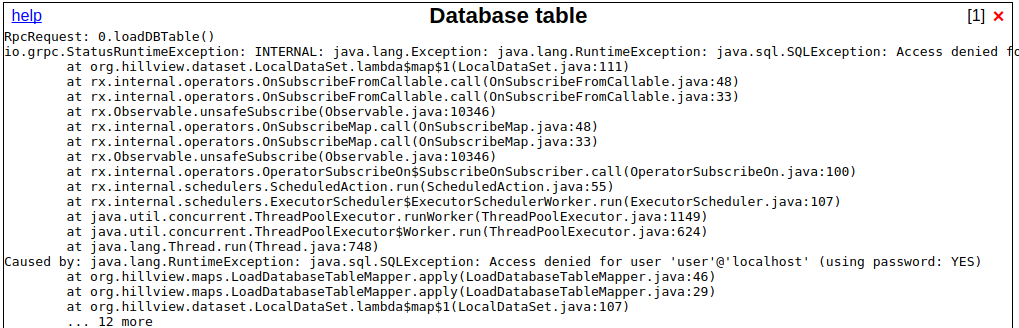 help Database table [1] ×
RpcRequest: 0.loadDBTable()
io.grpc.StatusRuntimeException: INTERNAL: java.lang.Exception: java.lang.RuntimeException: java.sql.SQLException: Access denied fo
at org.hillview.dataset.LocalDataSet.lambda$map$1(LocalDataSet.java:111)
at rx.internal.operators.OnSubscribeFromCallable.call(OnSubscribeFromCallable.java:48)
at rx.internal.operators.OnSubscribeFromCallable.call(OnSubscribeFromCallable.java:33)
at rx.Observable.unsafeSubscribe(Observable.java:10346)
at rx.internal.operators.OnSubscribeMap.call(OnSubscribeMap.java:48)
at rx.internal.operators.OnSubscribeMap.call(OnSubscribeMap.java:33)
at rx.Observable.unsafeSubscribe(Observable.java:10346)
at rx.internal.operators.OperatorSubscribeOn$SubscribeOnSubscriber.call(OperatorSubscribeOn.java:100)
at rx.internal.schedulers.ScheduledAction.run(ScheduledAction.java:55)
at rx.internal.schedulers.ExecutorScheduler$ExecutorSchedulerWorker.run(ExecutorScheduler.java:107)
at java.util.concurrent.ThreadPoolExecutor.runWorker(ThreadPoolExecutor.java:1149)
at java.util.concurrent.ThreadPoolExecutor$Worker.run(ThreadPoolExecutor.java:624)
at java.lang.Thread.run(Thread.java:748)
Caused by: java.lang.RuntimeException: java.sql.SQLException: Access denied for user 'user'@'localhost' (using password: YES)
at org.hillview.maps.LoadDatabaseTableMapper.apply(LoadDatabaseTableMapper.java:46)
at org.hillview.maps.LoadDatabaseTableMapper.apply(LoadDatabaseTableMapper.java:29)
at org.hillview.dataset.LocalDataSet.lambda$map$1(LocalDataSet.java:107)
... 12 more